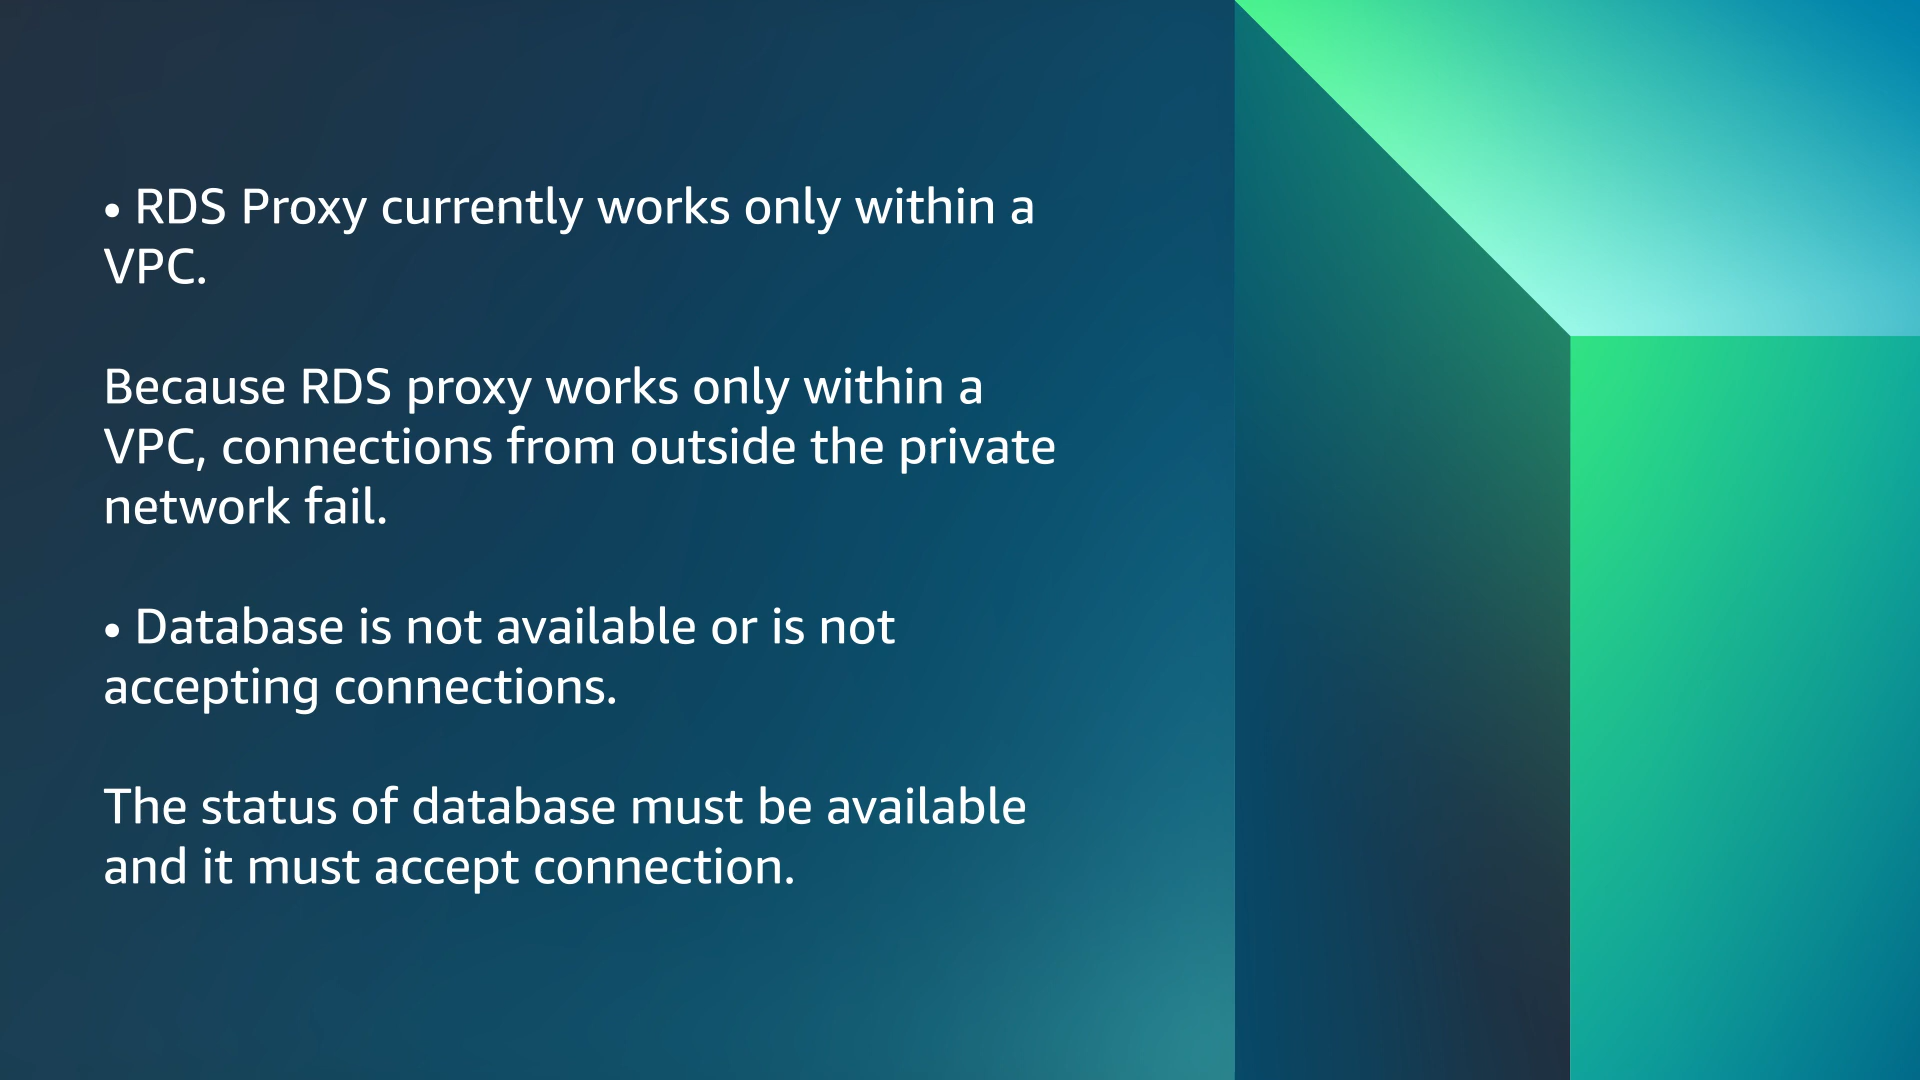 • RDS Proxy currently works only within a
VPC.
Because RDS proxy works only within a
VPC, connections from outside the private
network fail.
• Database is not available or is not
accepting connections.
The status of database must be available
and it must accept connection.